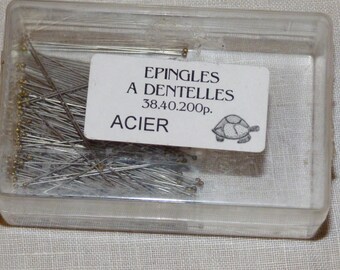 EPINGLES
A DENTELLES
38.40.200p.
ACIER